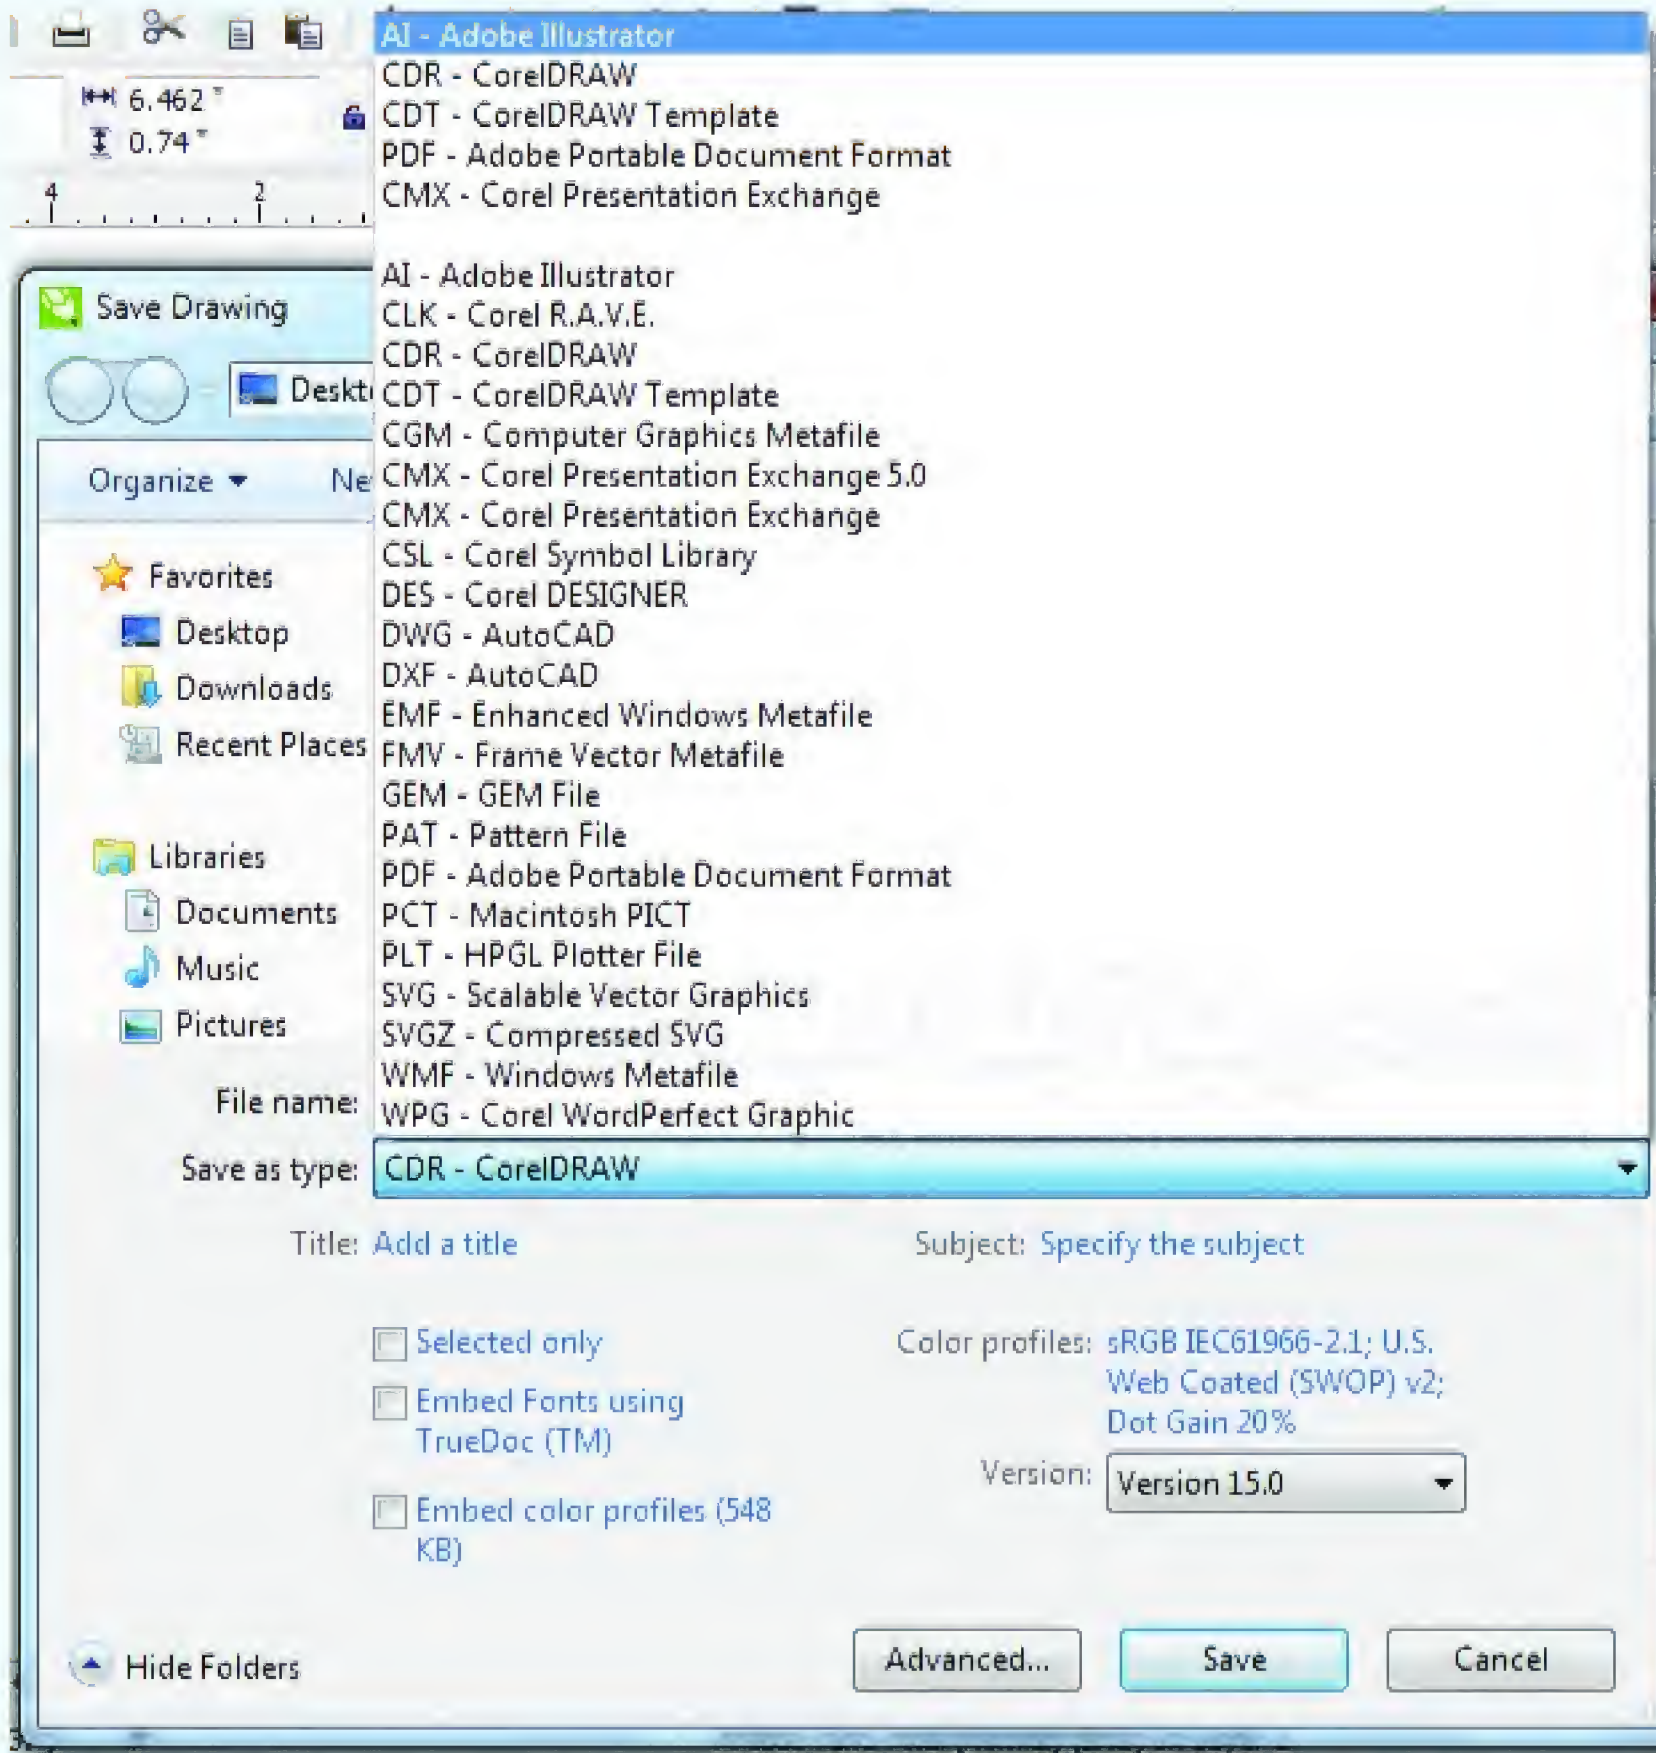 AI - Adobe Illustrator
CDR - CorelDRAW
CDT - CorelDRAW Template
PDF - Adobe Portable Document Format
CMX - Corel Presentation Exchange
6.462 "
0.74 "
4 2
AI - Adobe Illustrator
CLK - Corel R.A.V.E.
CDR - CorelDRAW
CDT - CorelDRAW Template
CGM - Computer Graphics Metafile
CMX - Corel Presentation Exchange 5.0
CMX - Corel Presentation Exchange
CSL - Corel Symbol Library
DES - Corel DESIGNER
DWG - AutoCAD
DXF - AutoCAD
EMF - Enhanced Windows Metafile
FMV - Frame Vector Metafile
GEM - GEM File
PAT - Pattern File
PDF - Adobe Portable Document Format
PCT - Macintosh PICT
PLT - HPGL Plotter File
SVG - Scalable Vector Graphics
SVGZ - Compressed SVG
WMF - Windows Metafile
WPG - Corel WordPerfect Graphic
Save Drawing
Organize
Favorites
Desktop
Downloads
Recent Places
Libraries
Documents
Music
Pictures
File name:
Save as type: CDR - CorelDRAW
Title: Add a title
Subject: Specify the subject
Selected only
Embed Fonts using
TrueDoc (TM)
Embed color profiles (548
KB)
Color profiles: sRGB IEC61966-2.1; U.S.
Web Coated (SWOP) v2;
Dot Gain 20%
Version: Version 15.0
Hide Folders
Advanced...
Save
Cancel